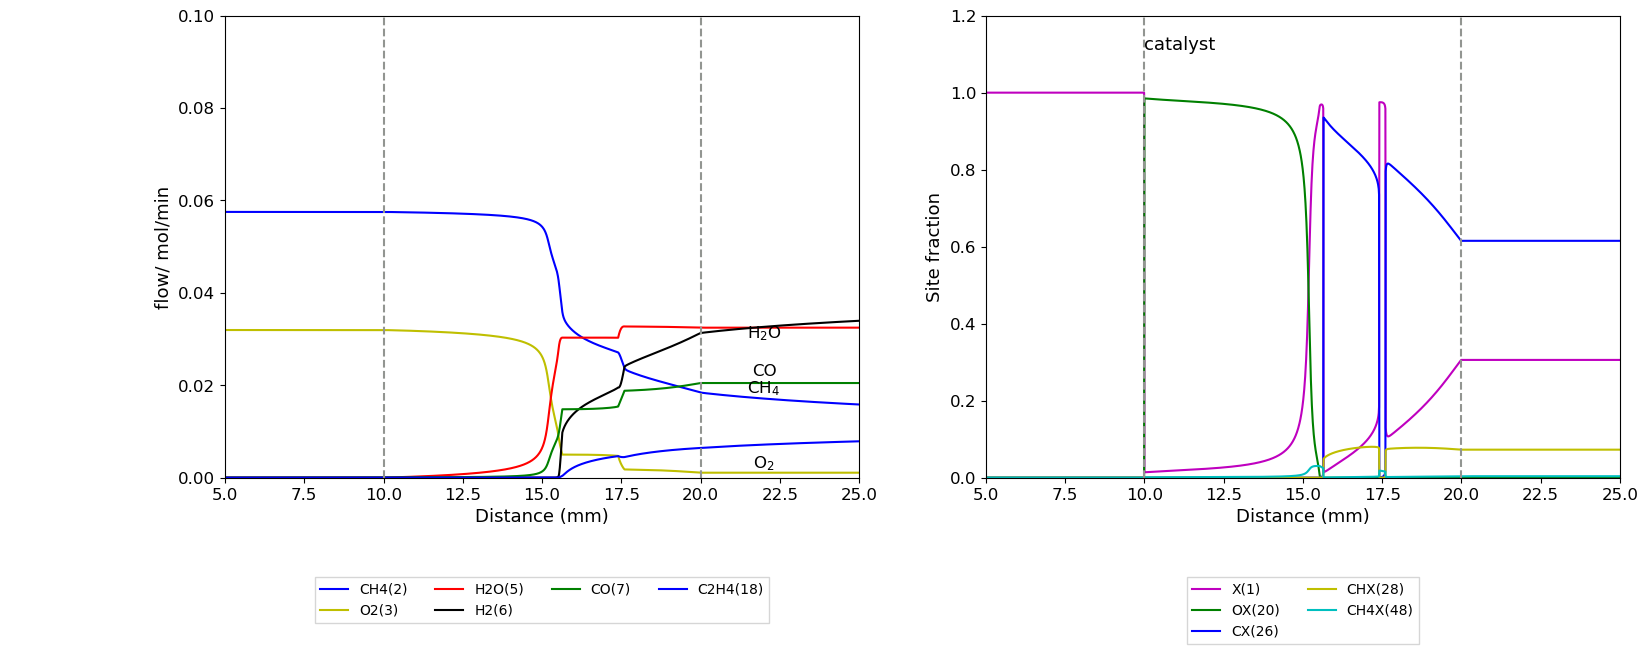 0.10
0.08
0.06
0.04
0.02
0.00
flow/ mol/min
H₂O
CO
CH₄
O₂
5.0 7.5 10.0 12.5 15.0 17.5 20.0 22.5 25.0
Distance (mm)
CH4(2) H2O(5) CO(7) C2H4(18)
O2(3) H2(6)
1.2
1.0
0.8
0.6
0.4
0.2
0.0
Site fraction
catalyst
5.0 7.5 10.0 12.5 15.0 17.5 20.0 22.5 25.0
Distance (mm)
X(1) CHX(28)
OX(20) CH4X(48)
CX(26)